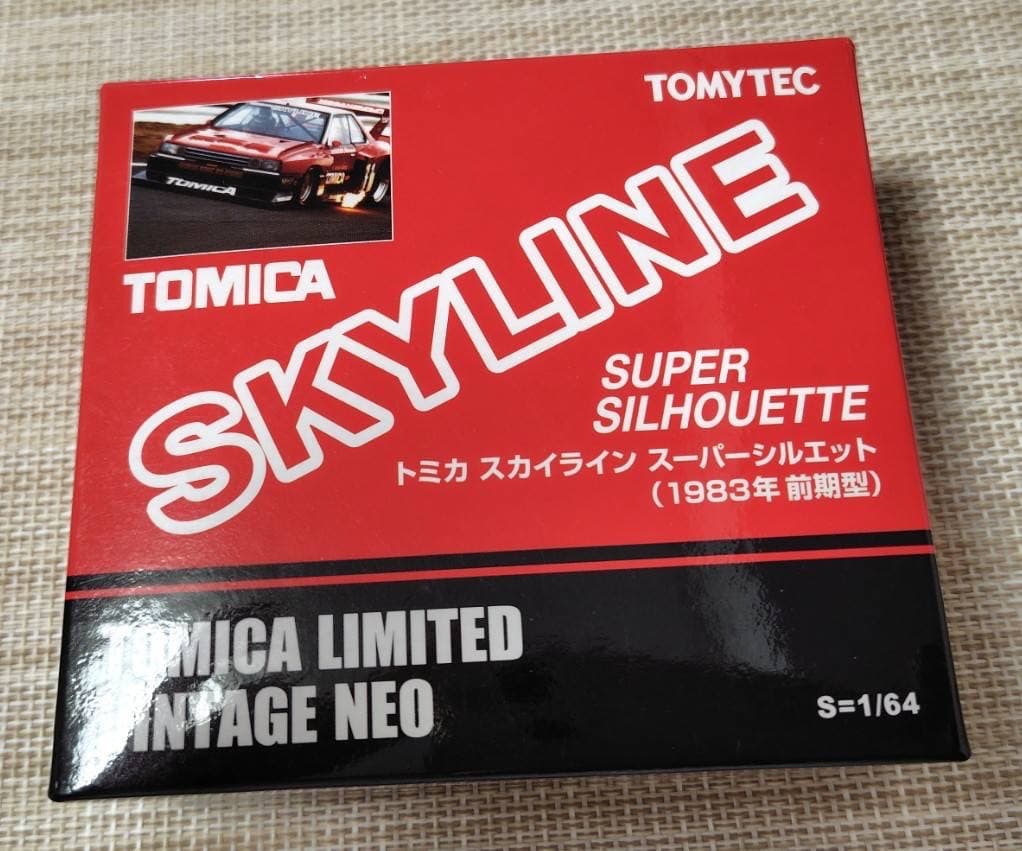 TOMYTEC
TOMICA
TOMICA
SKYLINE
SUPER
SILHOUETTE
トミカ スカイライン スーパーシルエット
(1983年 前期型)
TOMICA LIMITED
VINTAGE NEO
S=1/64